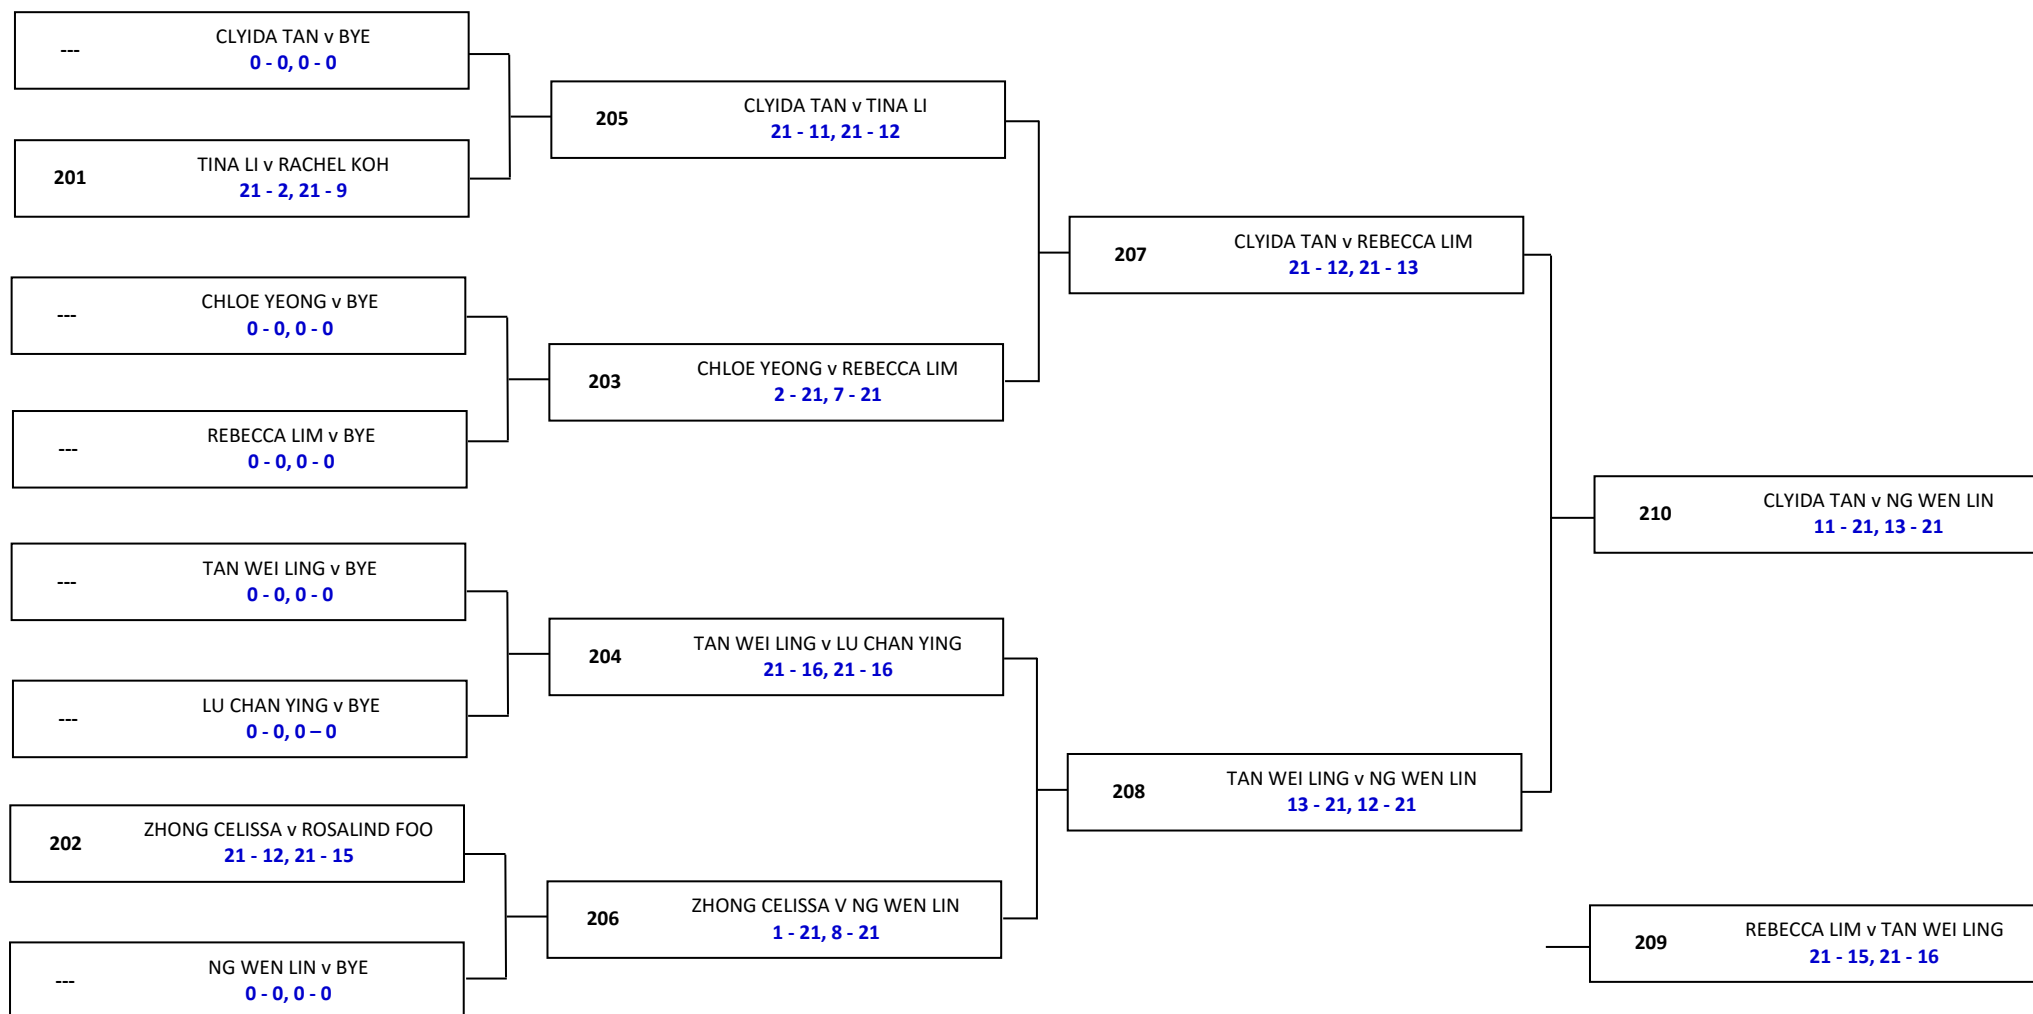 ---
CLYIDA TAN v BYE
0 - 0, 0 - 0
201
TINA LI v RACHEL KOH
21 - 2, 21 - 9
---
CHLOE YEONG v BYE
0 - 0, 0 - 0
---
REBECCA LIM v BYE
0 - 0, 0 - 0
---
TAN WEI LING v BYE
0 - 0, 0 - 0
---
LU CHAN YING v BYE
0 - 0, 0 – 0
202
ZHONG CELISSA v ROSALIND FOO
21 - 12, 21 - 15
---
NG WEN LIN v BYE
0 - 0, 0 - 0
205
CLYIDA TAN v TINA LI
21 - 11, 21 - 12
203
CHLOE YEONG v REBECCA LIM
2 - 21, 7 - 21
204
TAN WEI LING v LU CHAN YING
21 - 16, 21 - 16
206
ZHONG CELISSA V NG WEN LIN
1 - 21, 8 - 21
207
CLYIDA TAN v REBECCA LIM
21 - 12, 21 - 13
208
TAN WEI LING v NG WEN LIN
13 - 21, 12 - 21
210
CLYIDA TAN v NG WEN LIN
11 - 21, 13 - 21
209
REBECCA LIM v TAN WEI LING
21 - 15, 21 - 16